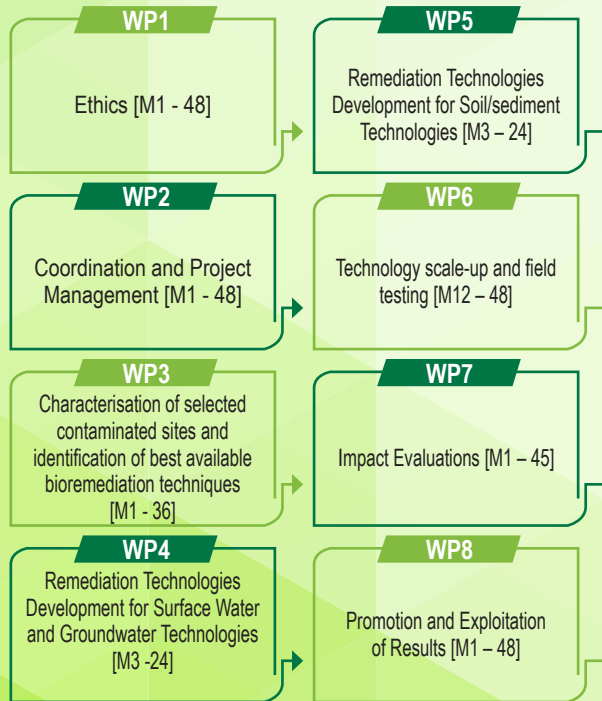 WP1
Ethics [M1 - 48]
WP2
Coordination and Project
Management [M1 - 48]
WP3
Characterisation of selected
contaminated sites and
identification of best available
bioremediation techniques
[M1 - 36]
WP4
Remediation Technologies
Development for Surface Water
and Groundwater Technologies
[M3 -24]
WP5
Remediation Technologies
Development for Soil/sediment
Technologies [M3 – 24]
WP6
Technology scale-up and field
testing [M12 – 48]
WP7
Impact Evaluations [M1 – 45]
WP8
Promotion and Exploitation
of Results [M1 – 48]